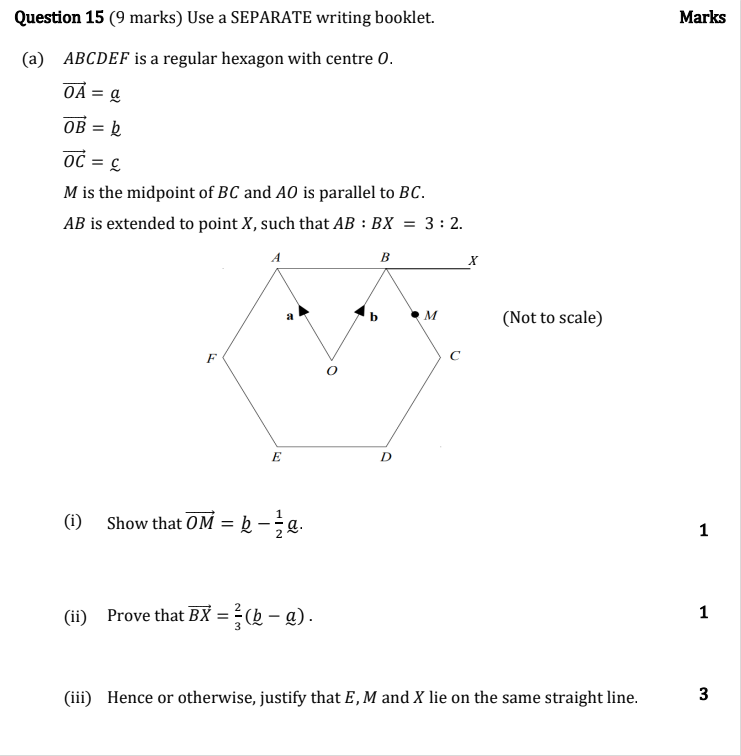 Question 15 (9 marks) Use a SEPARATE writing booklet. Marks
(a) ABCDEF is a regular hexagon with centre O.
$\overrightarrow{OA} = \underset{\sim}{a}$
$\overrightarrow{OB} = \underset{\sim}{b}$
$\overrightarrow{OC} = \underset{\sim}{c}$
M is the midpoint of BC and AO is parallel to BC.
AB is extended to point X, such that AB : BX = 3 : 2.
A B X
a b M (Not to scale)
F O C
E D
(i) Show that $\overrightarrow{OM} = \underset{\sim}{b} - \frac{1}{2}\underset{\sim}{a}$.
1
(ii) Prove that $\overrightarrow{BX} = \frac{2}{3}(\underset{\sim}{b} - \underset{\sim}{a})$. 1
(iii) Hence or otherwise, justify that E, M and X lie on the same straight line. 3